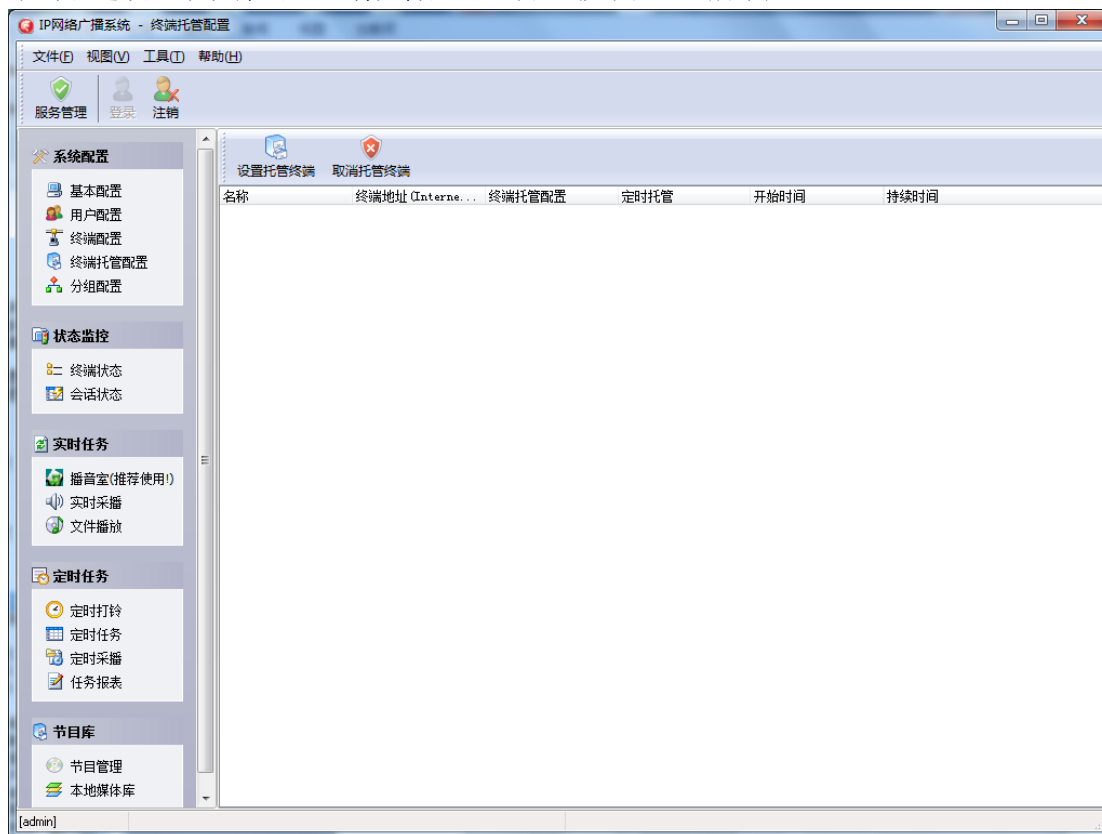 IP网络广播系统 - 终端托管配置
文件(F) 视图(V) 工具(T) 帮助(H)
服务管理 登录 注销
系统配置
基本配置
用户配置
终端配置
终端托管配置
分组配置
状态监控
终端状态
会话状态
实时任务
播音室(推荐使用!)
实时采播
文件播放
定时任务
定时打铃
定时任务
定时采播
任务报表
节目库
节目管理
本地媒体库
设置托管终端 取消托管终端
名称 终端地址(Interne... 终端托管配置 定时托管 开始时间 持续时间
[admin]